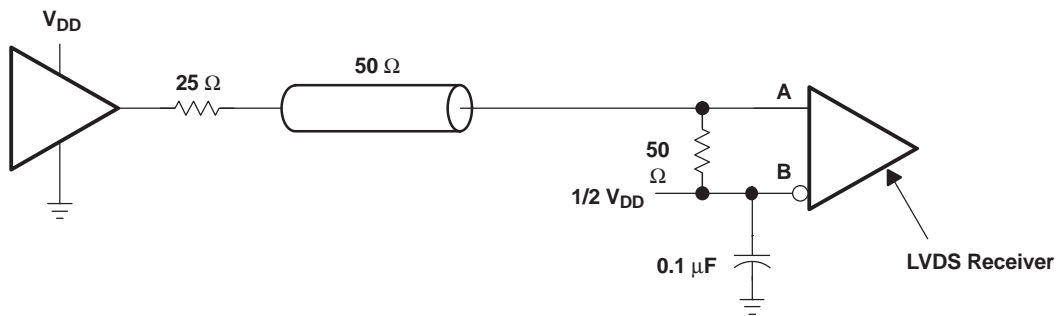 VDD
25 Ω
50 Ω
A
50
Ω
B
1/2 VDD
0.1 μF
LVDS Receiver